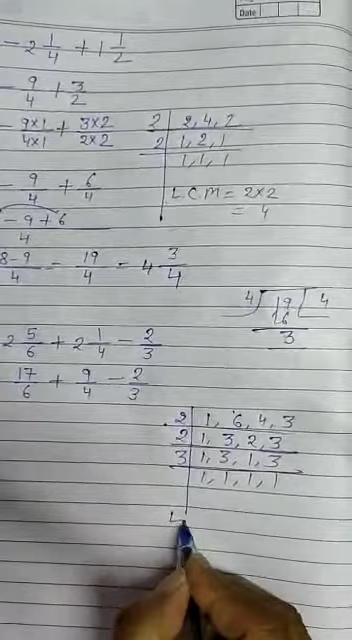 Date
- 2 1/4 + 1 1/2
- 9/4 + 3/2
- 9×1/4×1 + 3×2/2×2
2 | 2, 4, 2
2 | 1, 2, 1
| 1, 1, 1
- 9/4 + 6/4
L.C.M = 2×2
= 4
- 9 + 6/4
8-9/4 = 19/4 = 4 3/4
4 19 4
16
3
2 5/6 + 2 1/4 - 2/3
17/6 + 9/4 - 2/3
2 | 1, 6, 4, 3
2 | 1, 3, 2, 3
3 | 1, 3, 1, 3
| 1, 1, 1, 1
L